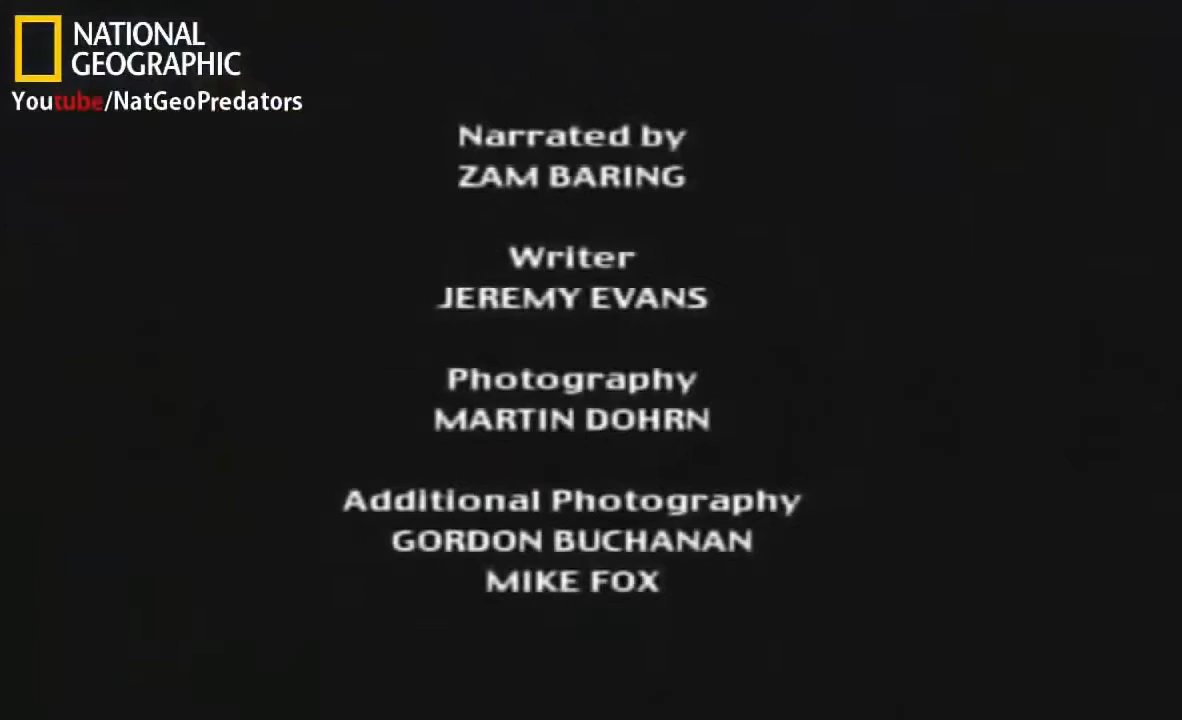 NATIONAL
GEOGRAPHIC
Youtube/NatGeoPredators
Narrated by
ZAM BARING
Writer
JEREMY EVANS
Photography
MARTIN DOHRN
Additional Photography
GORDON BUCHANAN
MIKE FOX